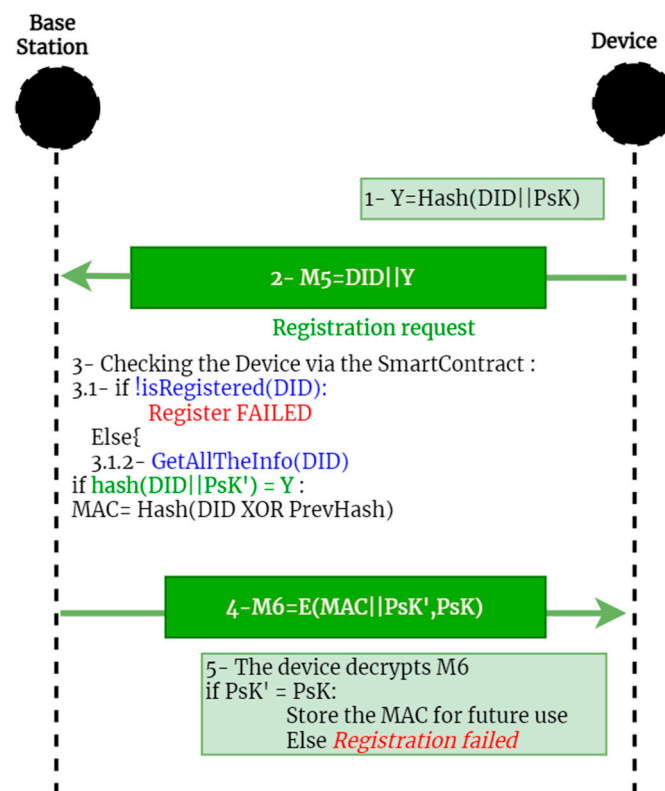 Base
Station
Device
1- Y=Hash(DID||PsK)
2- M5=DID||Y
Registration request
3- Checking the Device via the SmartContract :
3.1- if !isRegistered(DID):
Register FAILED
Else{
3.1.2- GetAllTheInfo(DID)
if hash(DID||PsK') = Y :
MAC= Hash(DID XOR PrevHash)
4-M6=E(MAC||PsK',PsK)
5- The device decrypts M6
if PsK' = PsK:
Store the MAC for future use
Else Registration failed